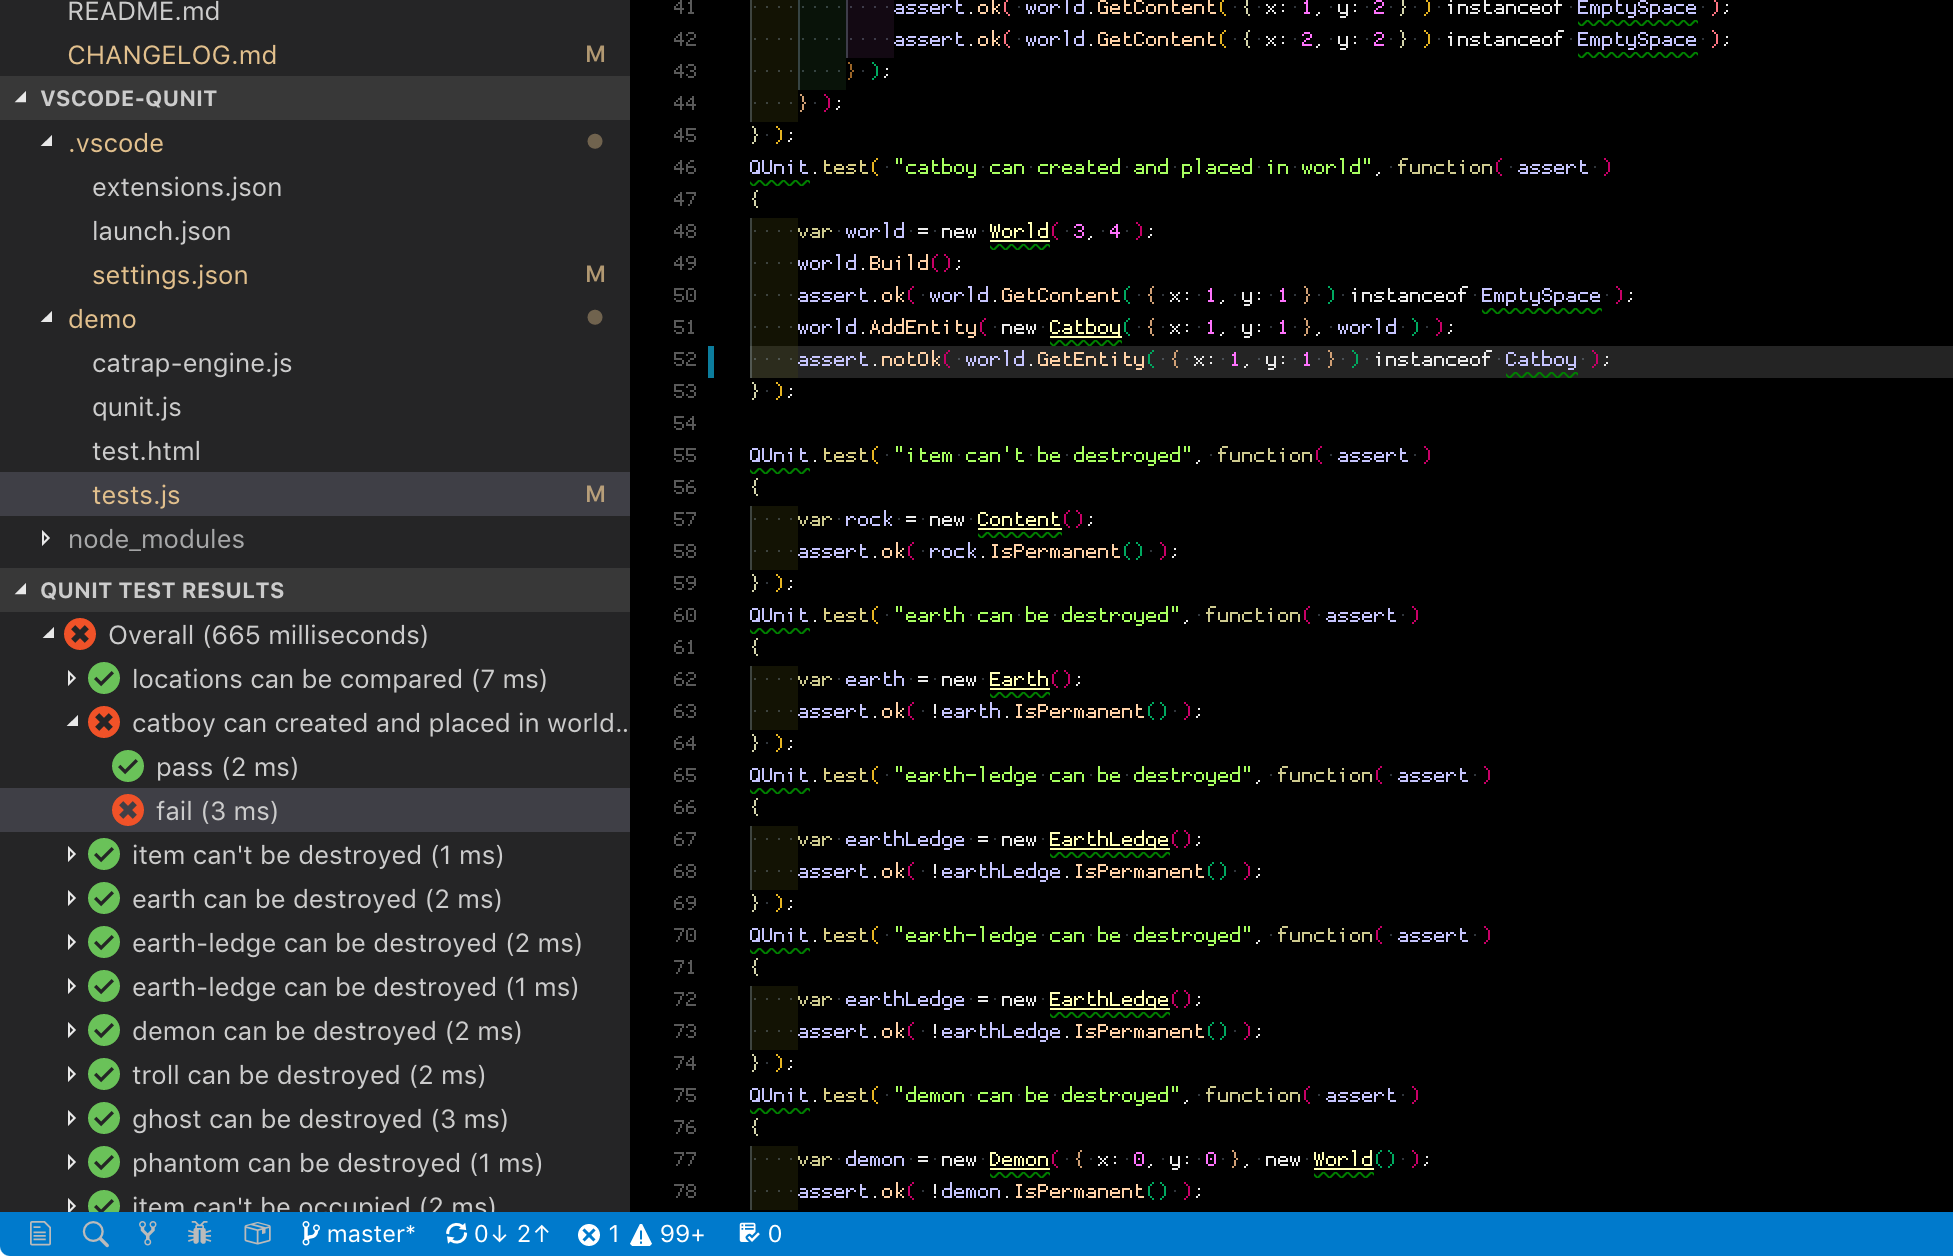 README.md
CHANGELOG.md M
VSCODE-QUNIT
.vscode
extensions.json
launch.json
settings.json M
demo
catrap-engine.js
qunit.js
test.html
tests.js M
node_modules
QUNIT TEST RESULTS
Overall (665 milliseconds)
locations can be compared (7 ms)
catboy can created and placed in world..
pass (2 ms)
fail (3 ms)
item can't be destroyed (1 ms)
earth can be destroyed (2 ms)
earth-ledge can be destroyed (2 ms)
earth-ledge can be destroyed (1 ms)
demon can be destroyed (2 ms)
troll can be destroyed (2 ms)
ghost can be destroyed (3 ms)
phantom can be destroyed (1 ms)
item can't be occupied (2 ms)
41 assert.ok( world.GetContent( { x: 1, y: 2 } ) instanceof EmptySpace );
42 assert.ok( world.GetContent( { x: 2, y: 2 } ) instanceof EmptySpace );
43 } );
44 } );
45 } );
46 QUnit.test( "catboy can created and placed in world", function( assert )
47 {
48 var world = new World( 3, 4 );
49 world.Build();
50 assert.ok( world.GetContent( { x: 1, y: 1 } ) instanceof EmptySpace );
51 world.AddEntity( new Catboy( { x: 1, y: 1 }, world ) );
52 assert.notOk( world.GetEntity( { x: 1, y: 1 } ) instanceof Catboy );
53 } );
54
55 QUnit.test( "item can't be destroyed", function( assert )
56 {
57 var rock = new Content();
58 assert.ok( rock.IsPermanent() );
59 } );
60 QUnit.test( "earth can be destroyed", function( assert )
61 {
62 var earth = new Earth();
63 assert.ok( !earth.IsPermanent() );
64 } );
65 QUnit.test( "earth-ledge can be destroyed", function( assert )
66 {
67 var earthLedge = new EarthLedge();
68 assert.ok( !earthLedge.IsPermanent() );
69 } );
70 QUnit.test( "earth-ledge can be destroyed", function( assert )
71 {
72 var earthLedge = new EarthLedge();
73 assert.ok( !earthLedge.IsPermanent() );
74 } );
75 QUnit.test( "demon can be destroyed", function( assert )
76 {
77 var demon = new Demon( { x: 0, y: 0 }, new World() );
78 assert.ok( !demon.IsPermanent() );
master* 0↓ 2↑ 1 99+ 0